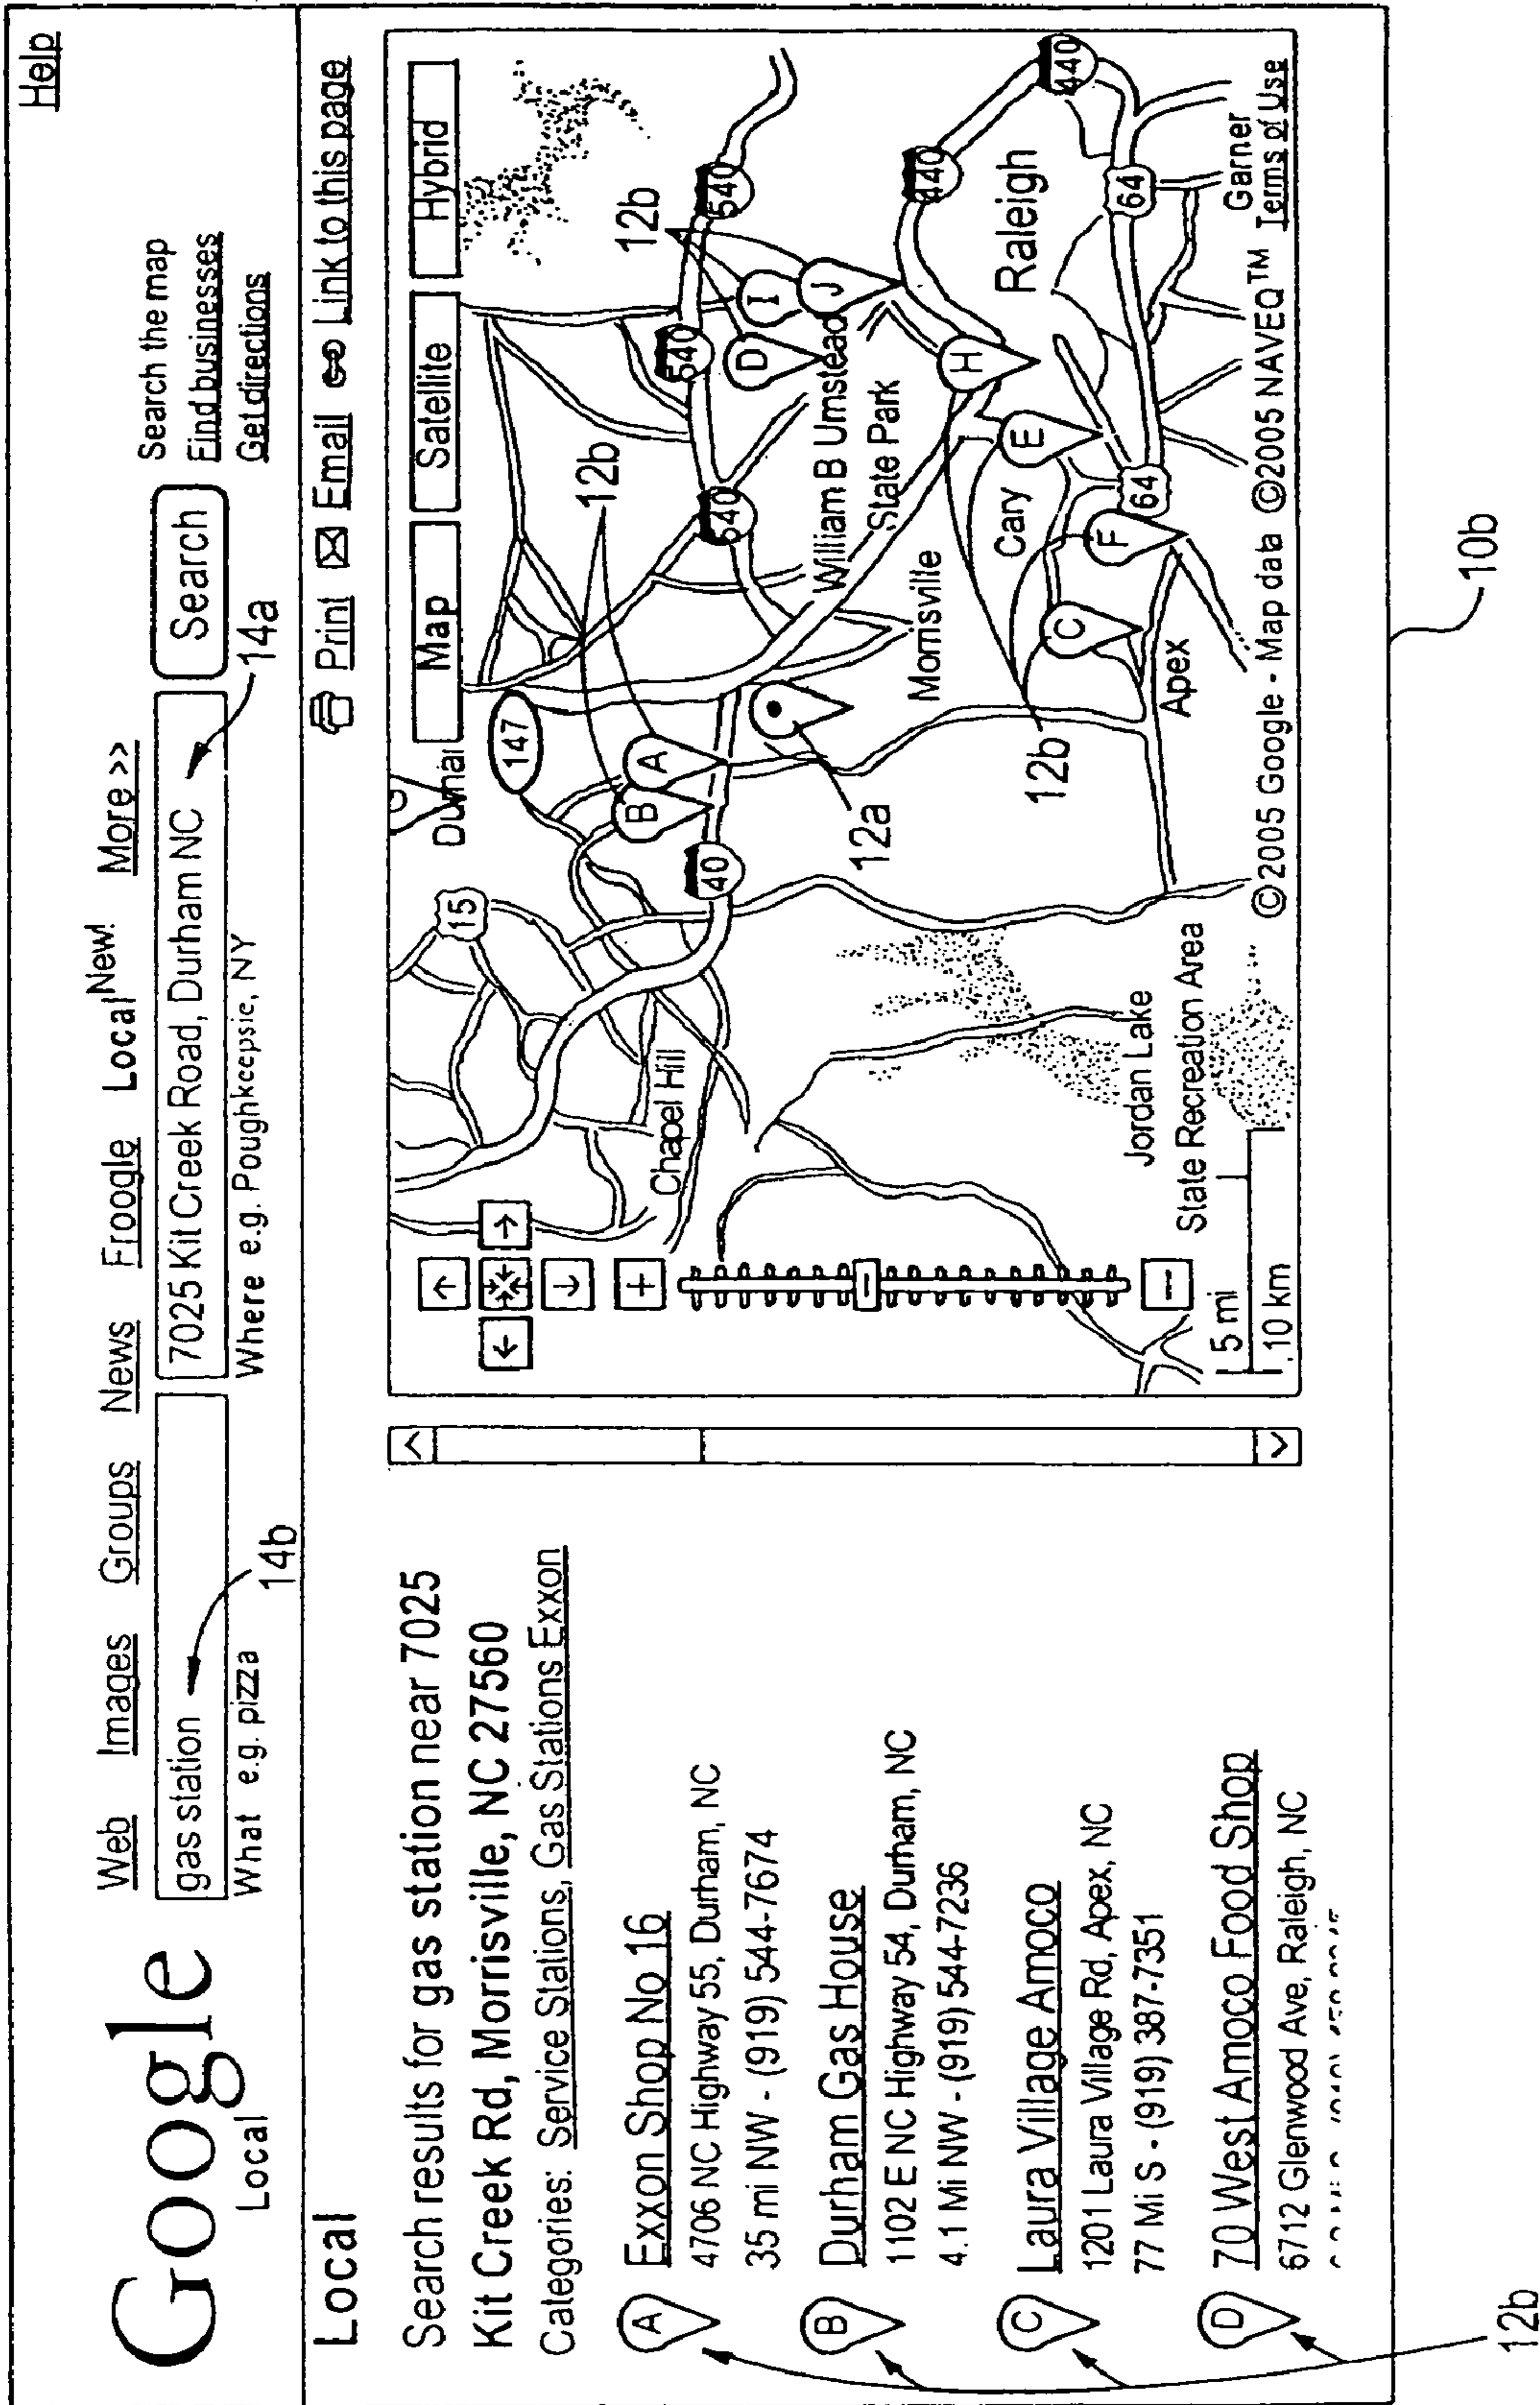 Help
Web Images Groups News Froogle Local New! More >>
Google
Local
gas station
7025 Kit Creek Road, Durham NC
Search
Search the map
Find businesses
Get directions
What e.g. pizza
Where e.g. Poughkeepsic, NY
14b
14a
Local
Print Email Link to this page
Search results for gas station near 7025
Kit Creek Rd, Morrisville, NC 27560
Categories: Service Stations, Gas Stations Exxon
A Exxon Shop No 16
4706 NC Highway 55, Durham, NC
35 mi NW - (919) 544-7674
B Durham Gas House
1102 E NC Highway 54, Durham, NC
4.1 Mi NW - (919) 544-7236
C Laura Village Amoco
1201 Laura Village Rd, Apex, NC
77 Mi S - (919) 387-7351
D 70 West Amoco Food Shop
6712 Glenwood Ave, Raleigh, NC
12b
Map Satellite Hybrid
15
147
12b
12b
540
540
540
B
A
D
I
J
40
Chapel Hill
William B Umstead
State Park
440
440
12a
Morrisville
H
Raleigh
E
Cary
12b
C
F
64
64
Jordan Lake
State Recreation Area
Apex
Garner
5 mi
10 km
©2005 Google - Map data ©2005 NAVEQ™ Terms of Use
10b